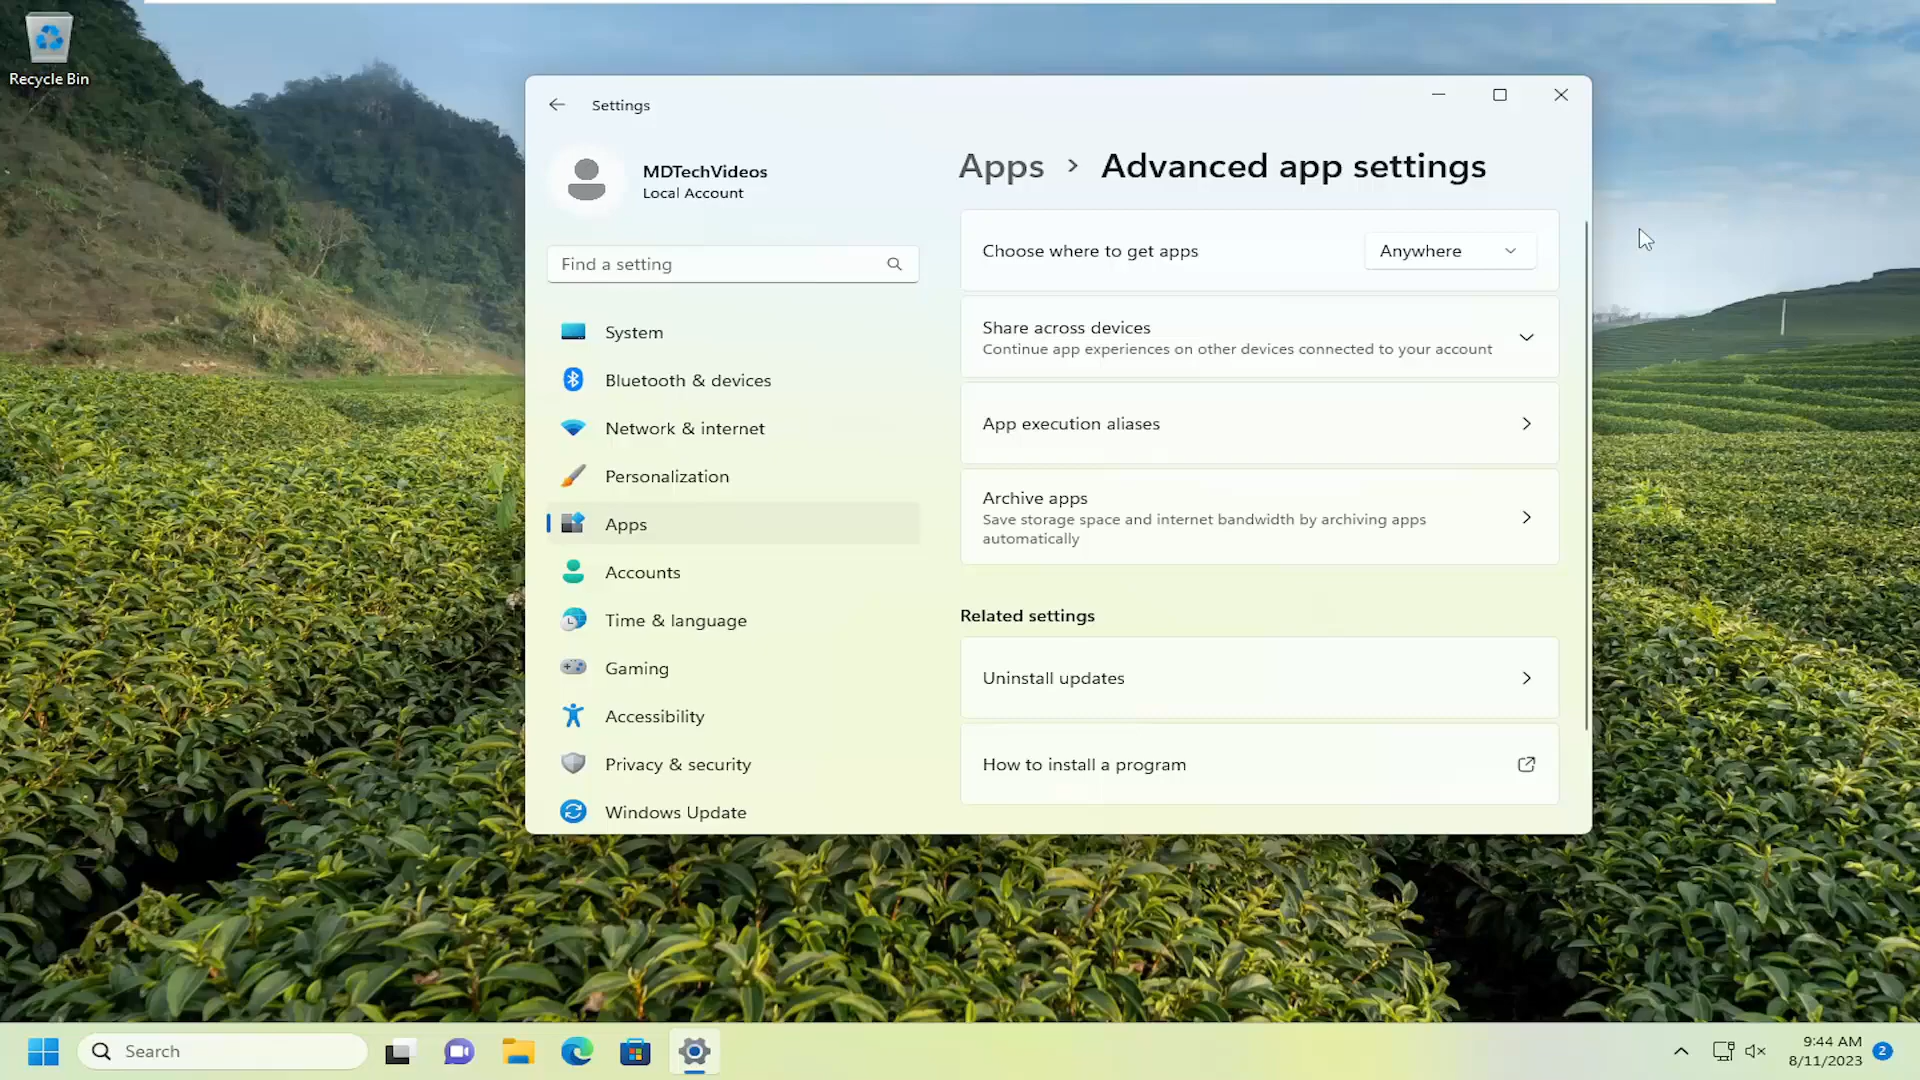 Recycle Bin
Settings
MDTechVideos
Local Account
Find a setting
System
Bluetooth & devices
Network & internet
Personalization
Apps
Accounts
Time & language
Gaming
Accessibility
Privacy & security
Windows Update
Apps > Advanced app settings
Choose where to get apps
Anywhere
Share across devices
Continue app experiences on other devices connected to your account
App execution aliases
Archive apps
Save storage space and internet bandwidth by archiving apps
automatically
Related settings
Uninstall updates
How to install a program
Search
9:44 AM
8/11/2023
2